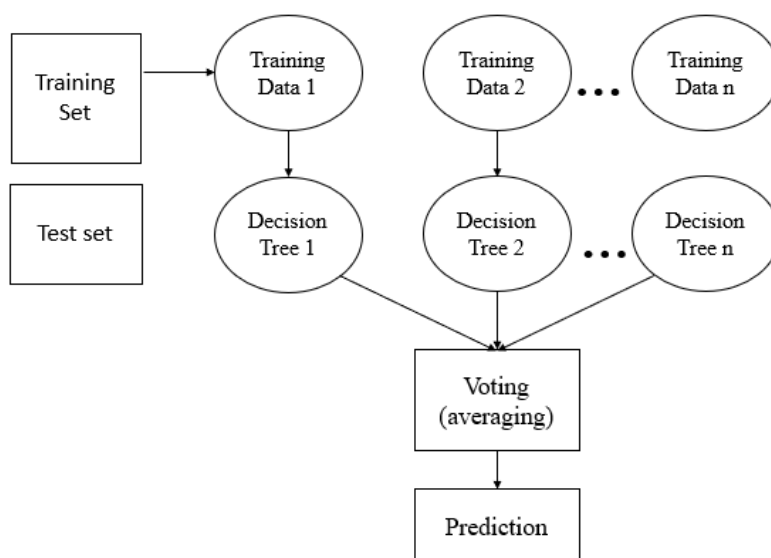 Training
Set
Training
Data 1
Training
Data 2
Training
Data n
Test set
Decision
Tree 1
Decision
Tree 2
Decision
Tree n
Voting
(averaging)
Prediction